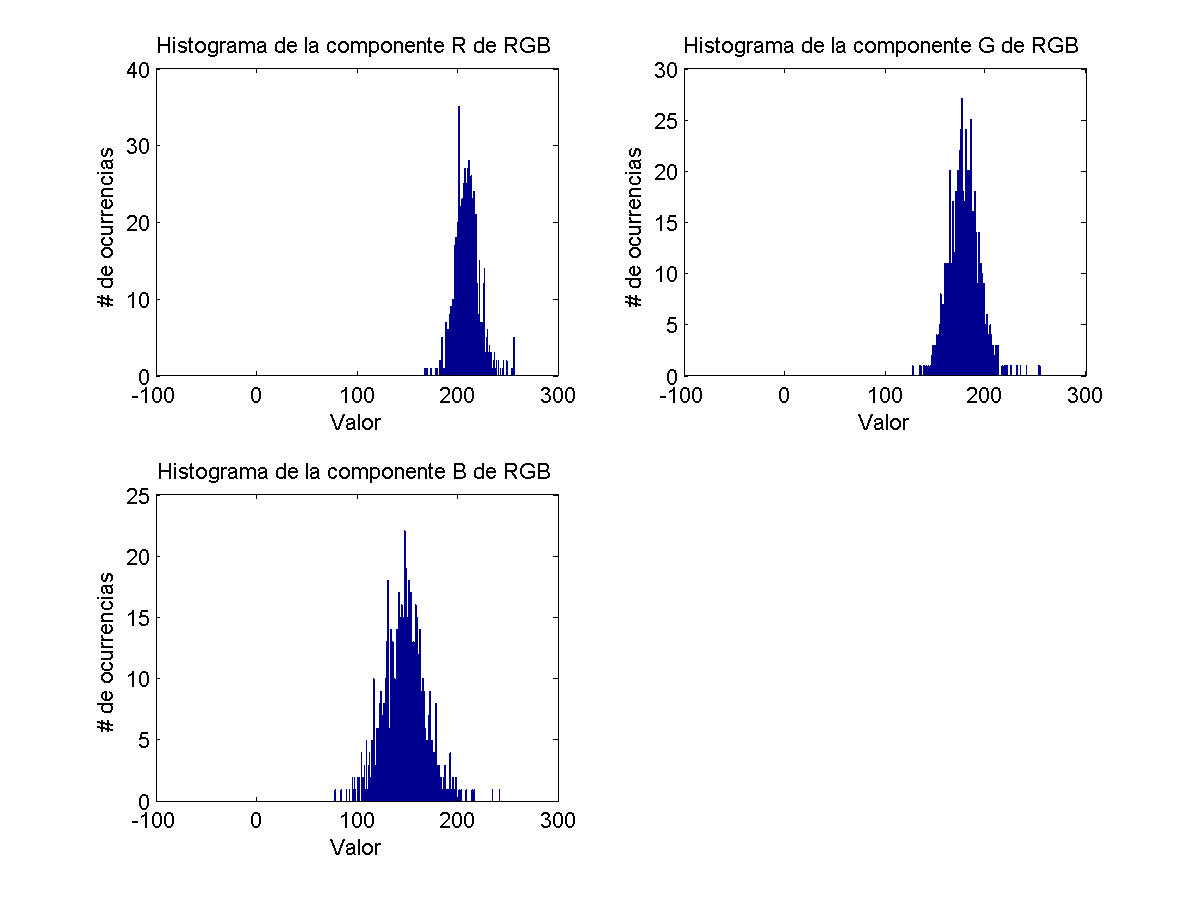 Histograma de la componente R de RGB
40
30
20
10
0
# de ocurrencias
-100 0 100 200 300
Valor
Histograma de la componente G de RGB
30
25
20
15
10
5
0
# de ocurrencias
-100 0 100 200 300
Valor
Histograma de la componente B de RGB
25
20
15
10
5
0
# de ocurrencias
-100 0 100 200 300
Valor